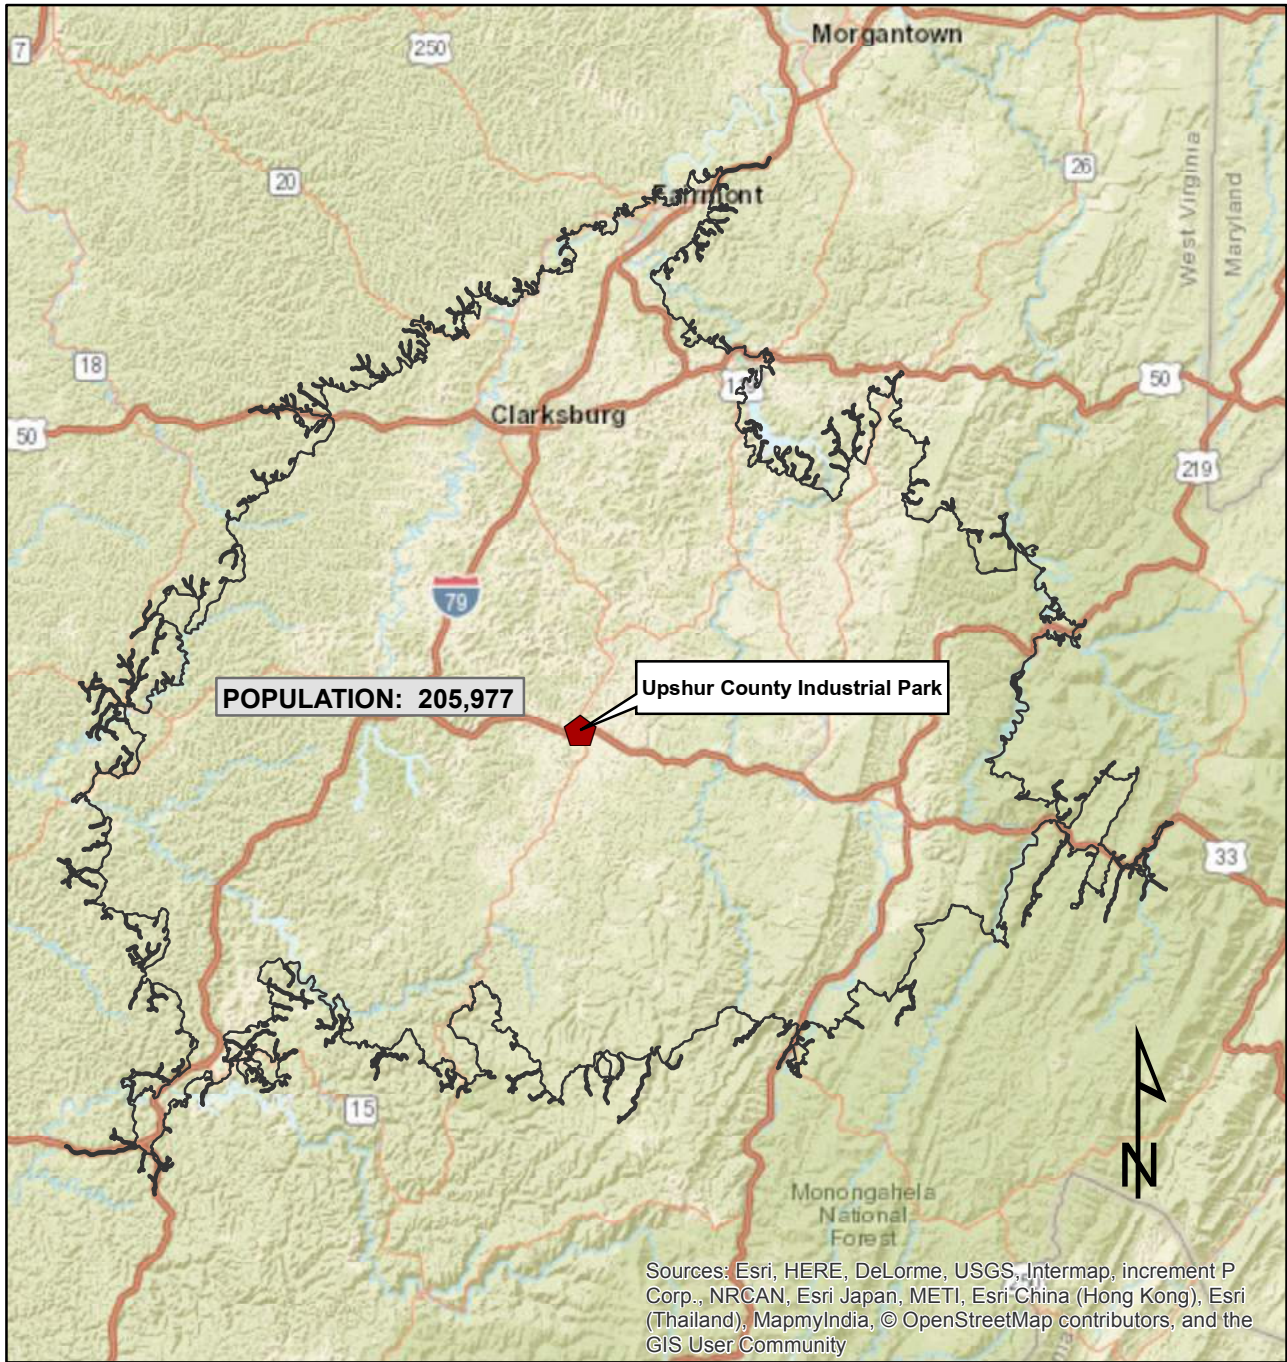 Morgantown
7
250
26
20
Fairmont
West Virginia
Maryland
18
50
50
Clarksburg
219
79
Upshur County Industrial Park
POPULATION: 205,977
33
15
N
Monongahela
National
Forest
Sources: Esri, HERE, DeLorme, USGS, Intermap, increment P
Corp., NRCAN, Esri Japan, METI, Esri China (Hong Kong), Esri
(Thailand), MapmyIndia, © OpenStreetMap contributors, and the
GIS User Community